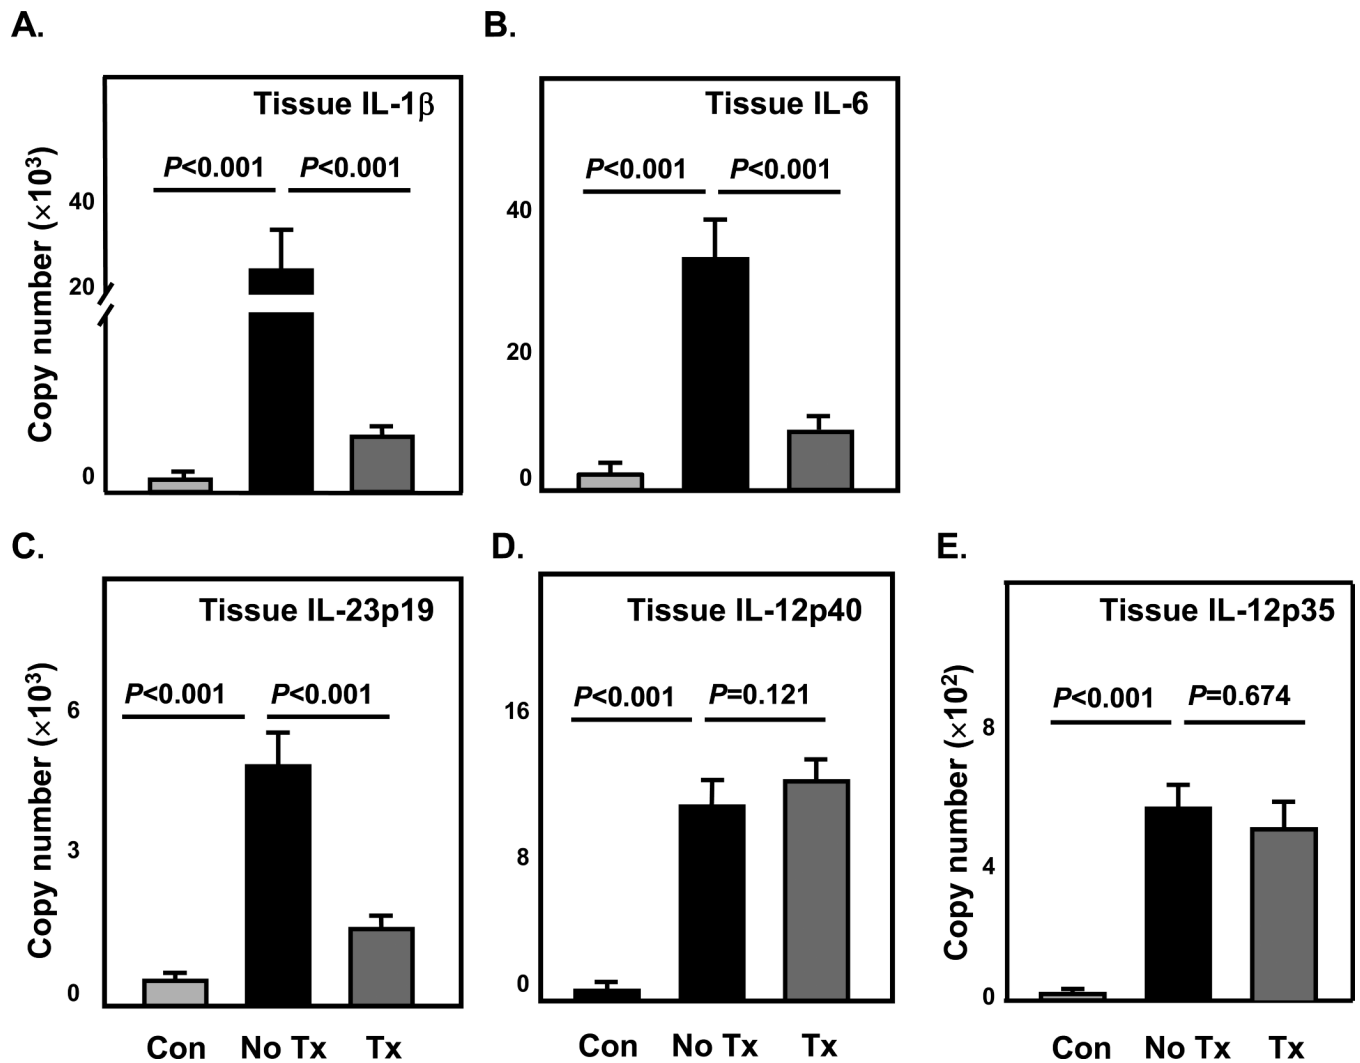 A.
B.
Tissue IL-1β
Tissue IL-6
P<0.001 P<0.001
P<0.001 P<0.001
Copy number (×10³)
40
20
0
40
20
0
C.
D.
E.
Tissue IL-23p19
Tissue IL-12p40
Tissue IL-12p35
P<0.001 P<0.001
P<0.001 P=0.121
P<0.001 P=0.674
Copy number (×10³)
6
3
0
16
8
0
Copy number (×10²)
8
4
0
Con No Tx Tx
Con No Tx Tx
Con No Tx Tx